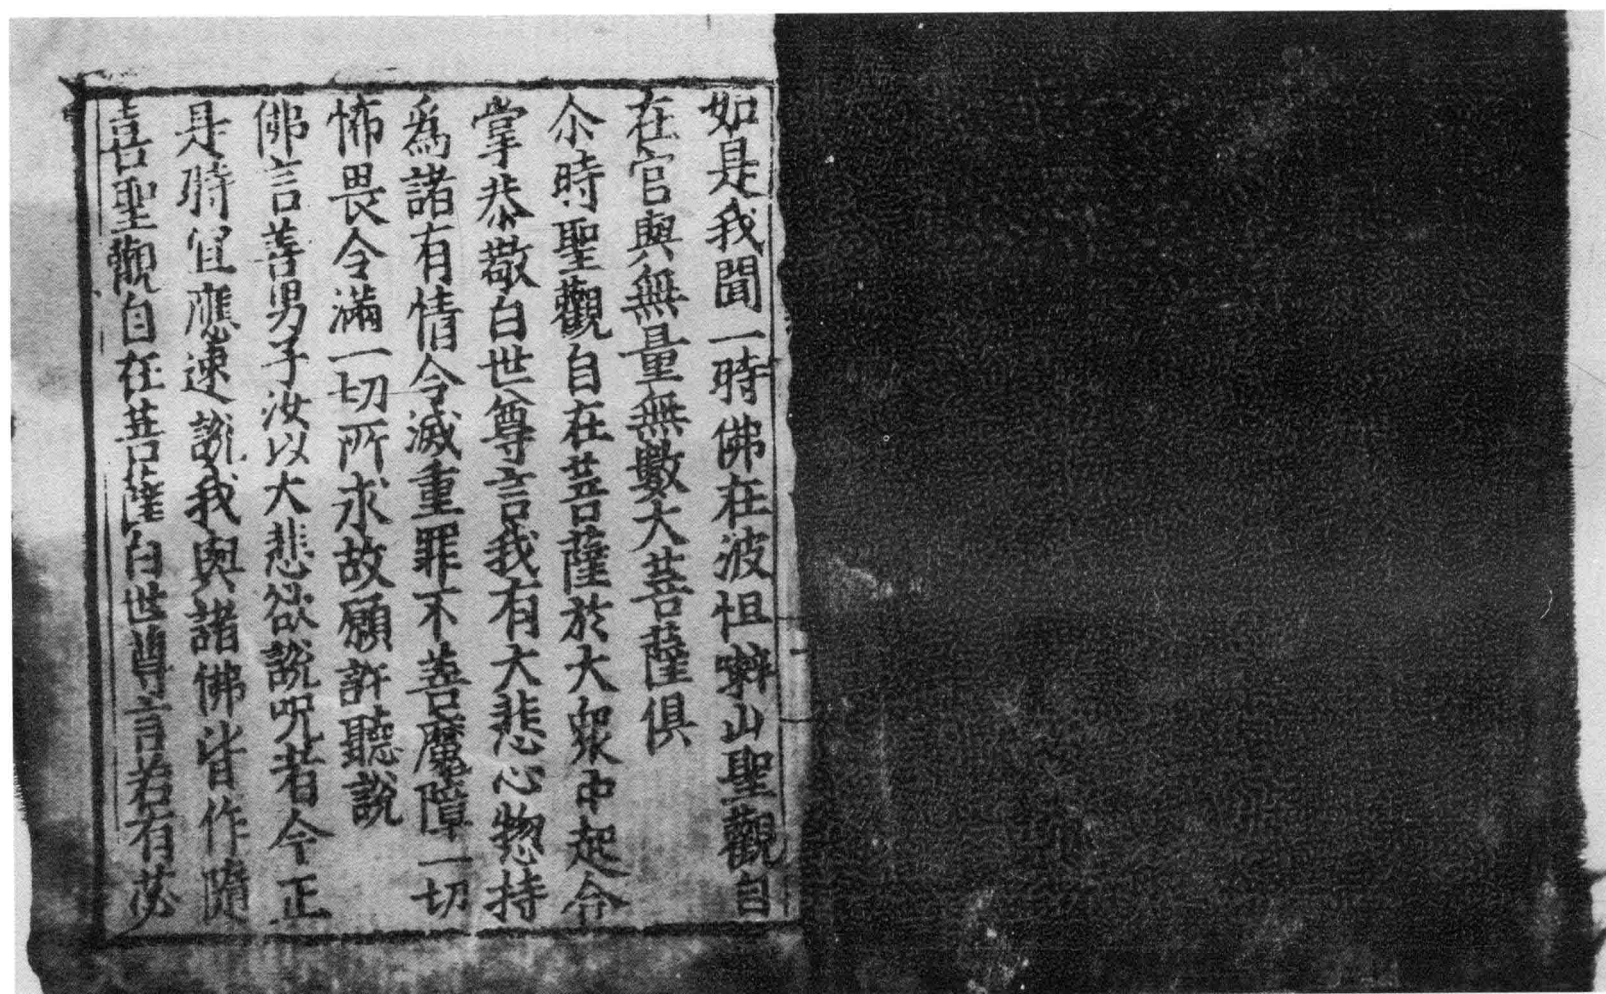 如是我聞一時佛在波怛嚩山聖觀自
在官與無量無數大菩薩俱
尒時聖觀自在菩薩於大衆中起合
掌恭敬白世尊言我有大悲心惣持
爲諸有情令滅重罪不善魔障一切
怖畏令滿一切所求故願許聽説
佛言善男子汝以大悲欲説呪者今正
是時宜應速説我與諸佛皆作隨
喜聖觀自在菩薩白世尊言若有苾